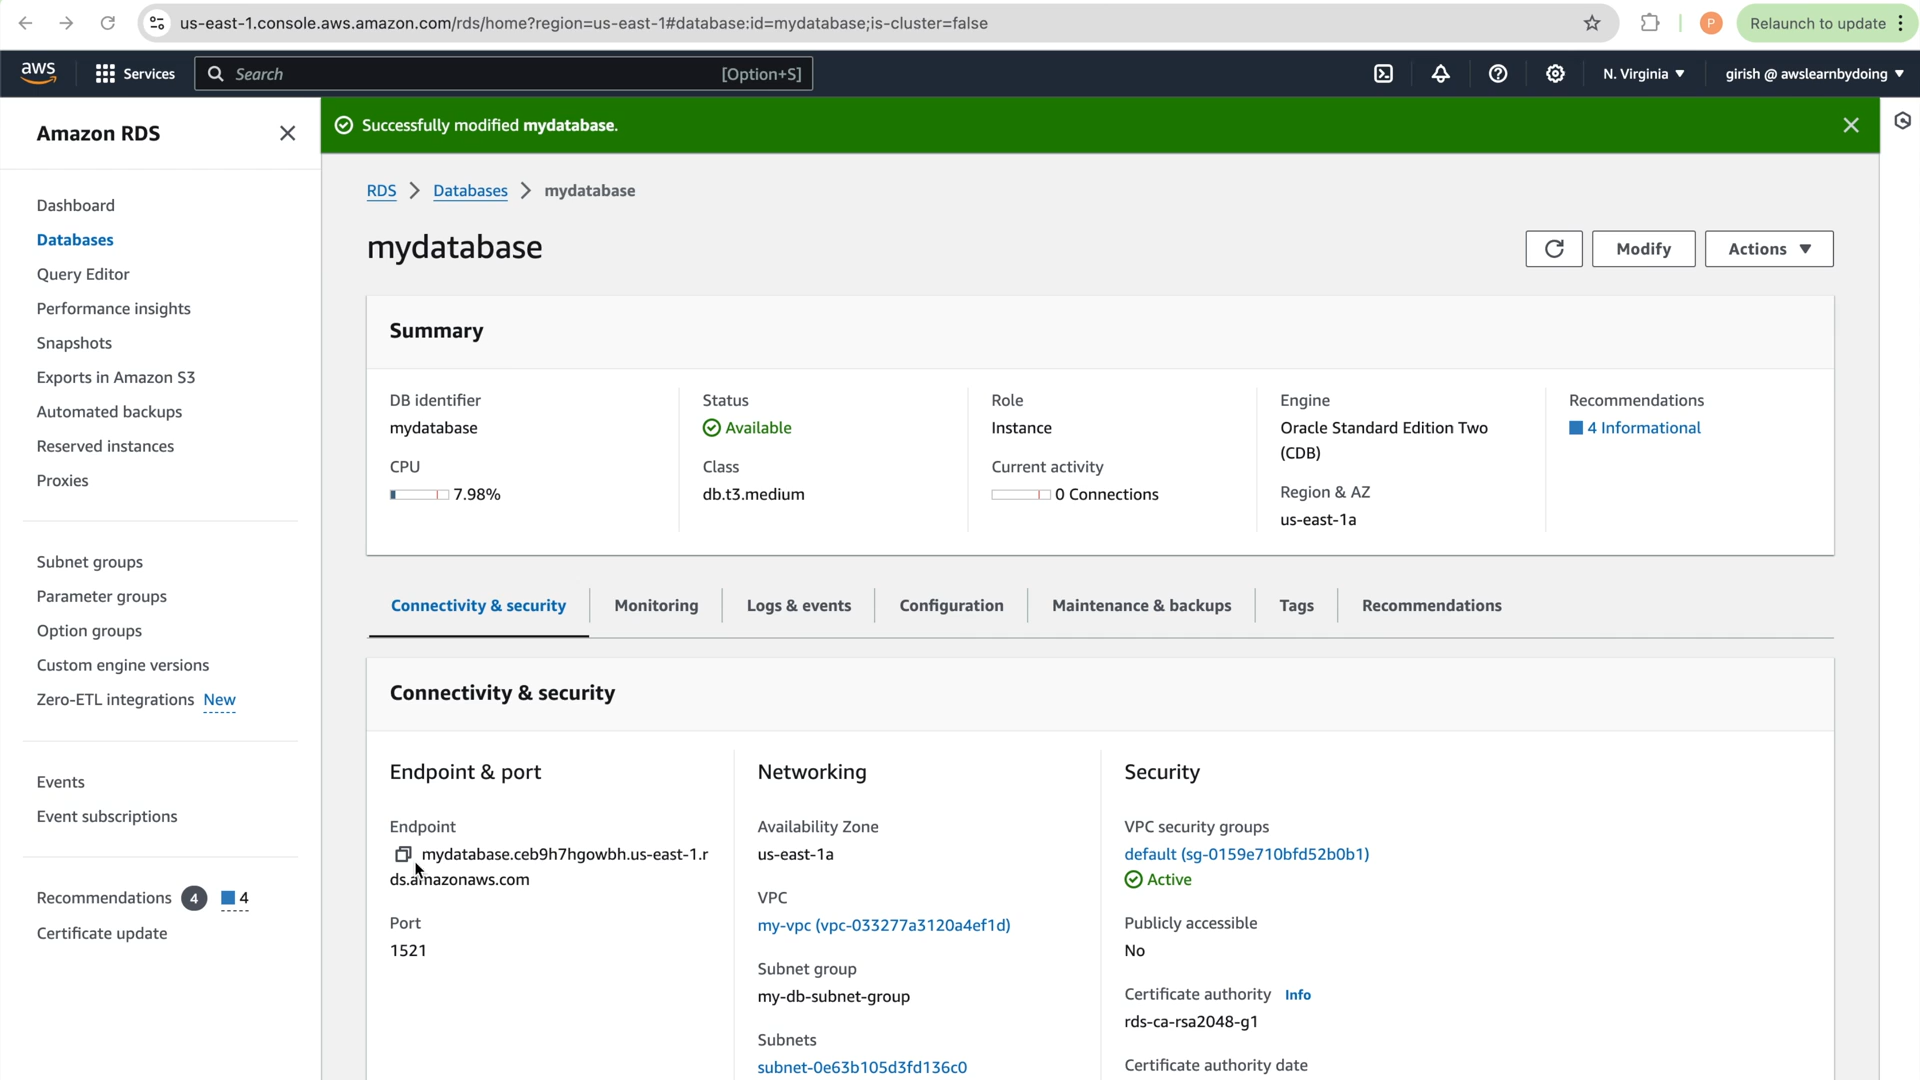 us-east-1.console.aws.amazon.com/rds/home?region=us-east-1#database:id=mydatabase;is-cluster=false
P
Relaunch to update
aws
Services
Search
[Option+S]
N. Virginia
girish @ awslearnbydoing
Amazon RDS
Successfully modified mydatabase.
Dashboard
Databases
Query Editor
Performance insights
Snapshots
Exports in Amazon S3
Automated backups
Reserved instances
Proxies
Subnet groups
Parameter groups
Option groups
Custom engine versions
Zero-ETL integrations New
Events
Event subscriptions
Recommendations 4 4
Certificate update
RDS > Databases > mydatabase
mydatabase
Modify
Actions
Summary
DB identifier
mydatabase
CPU
7.98%
Status
Available
Class
db.t3.medium
Role
Instance
Current activity
0 Connections
Engine
Oracle Standard Edition Two
(CDB)
Region & AZ
us-east-1a
Recommendations
4 Informational
Connectivity & security
Monitoring
Logs & events
Configuration
Maintenance & backups
Tags
Recommendations
Connectivity & security
Endpoint & port
Endpoint
mydatabase.ceb9h7hgowbh.us-east-1.r
ds.amazonaws.com
Port
1521
Networking
Availability Zone
us-east-1a
VPC
my-vpc (vpc-033277a3120a4ef1d)
Subnet group
my-db-subnet-group
Subnets
subnet-0e63b105d3fd136c0
Security
VPC security groups
default (sg-0159e710bfd52b0b1)
Active
Publicly accessible
No
Certificate authority Info
rds-ca-rsa2048-g1
Certificate authority date